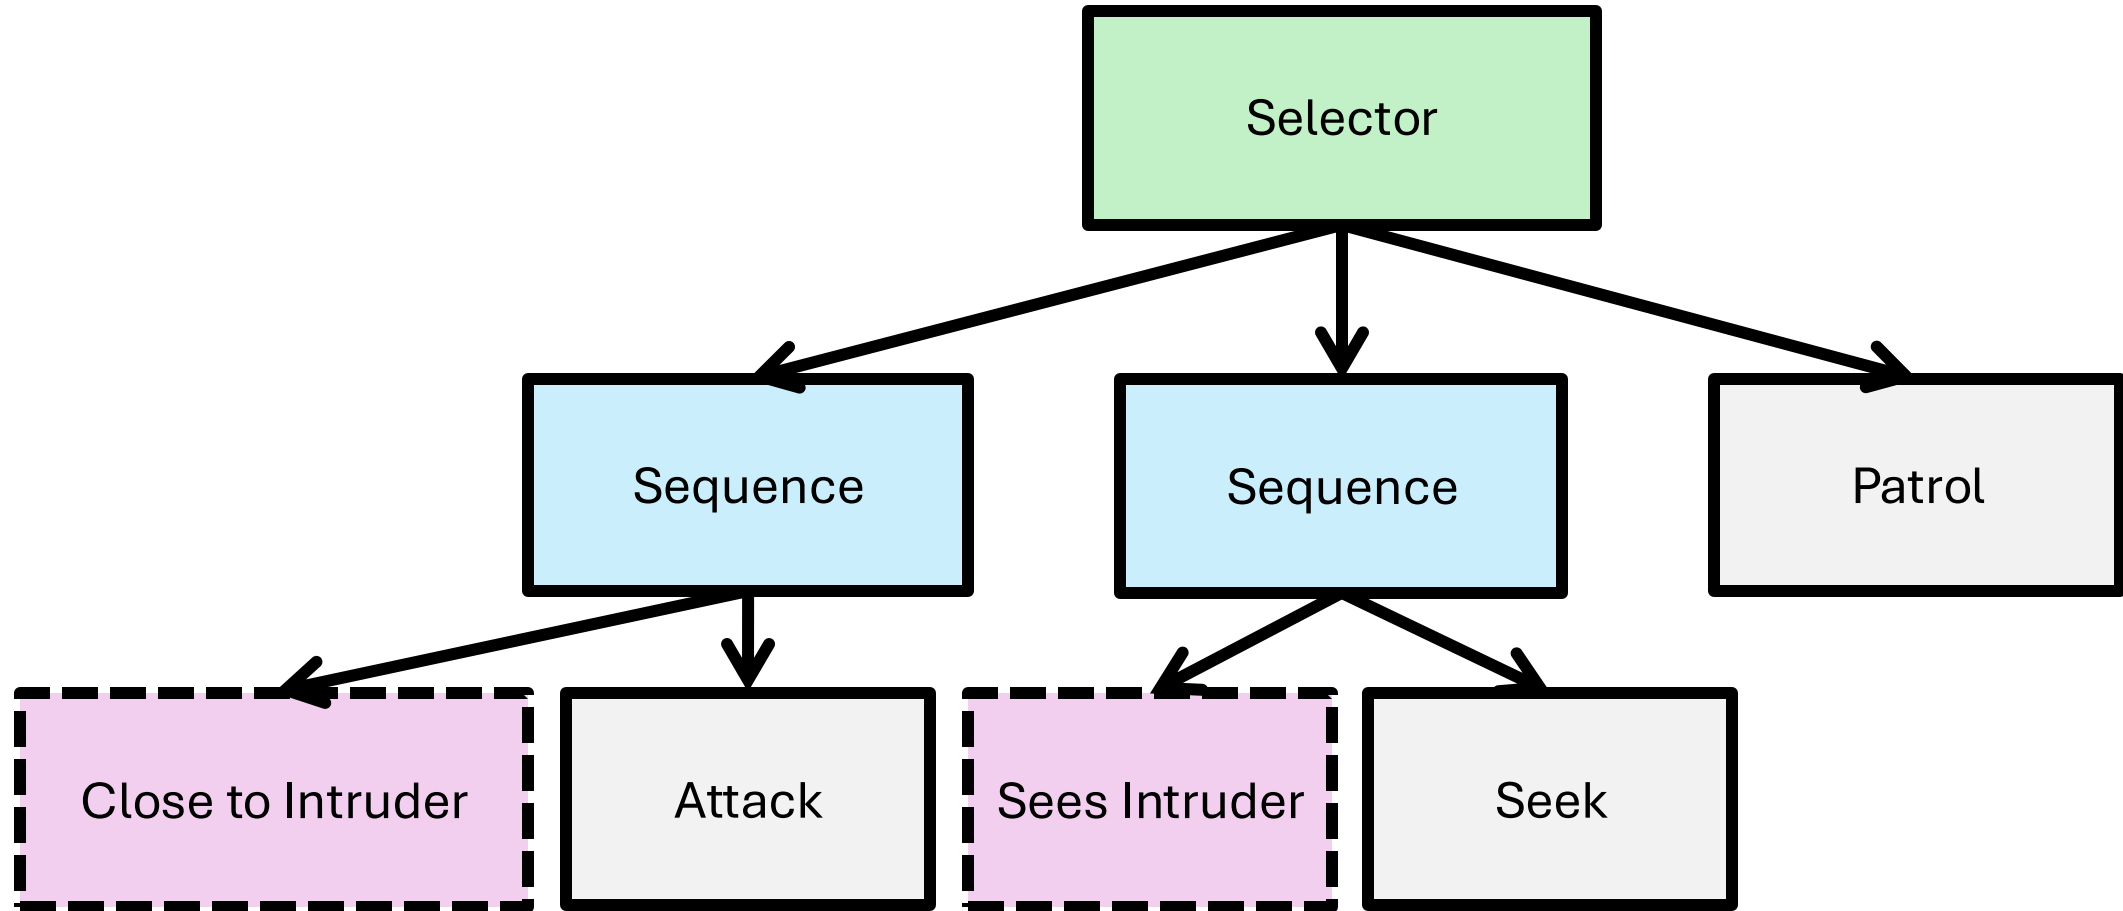 Selector
Sequence
Sequence
Patrol
Close to Intruder
Attack
Sees Intruder
Seek